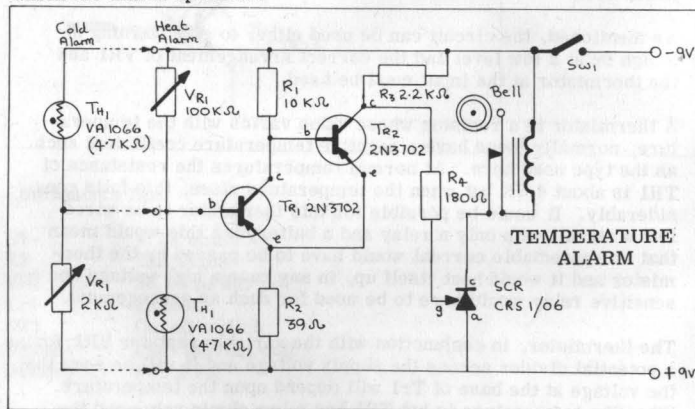 Cold Alarm
Heat Alarm
-9V
SW1
TH1
VA1066
(4.7KΩ)
VR1
100KΩ
R1
10KΩ
R3 2.2KΩ
Bell
c
b
e
TR2
2N3702
R4
180Ω
c
b
e
TR1 2N3702
TEMPERATURE
ALARM
VR1
2KΩ
TH1
VA1066
(4.7KΩ)
R2
39Ω
c
g
a
SCR
CRS 1/06
+9V